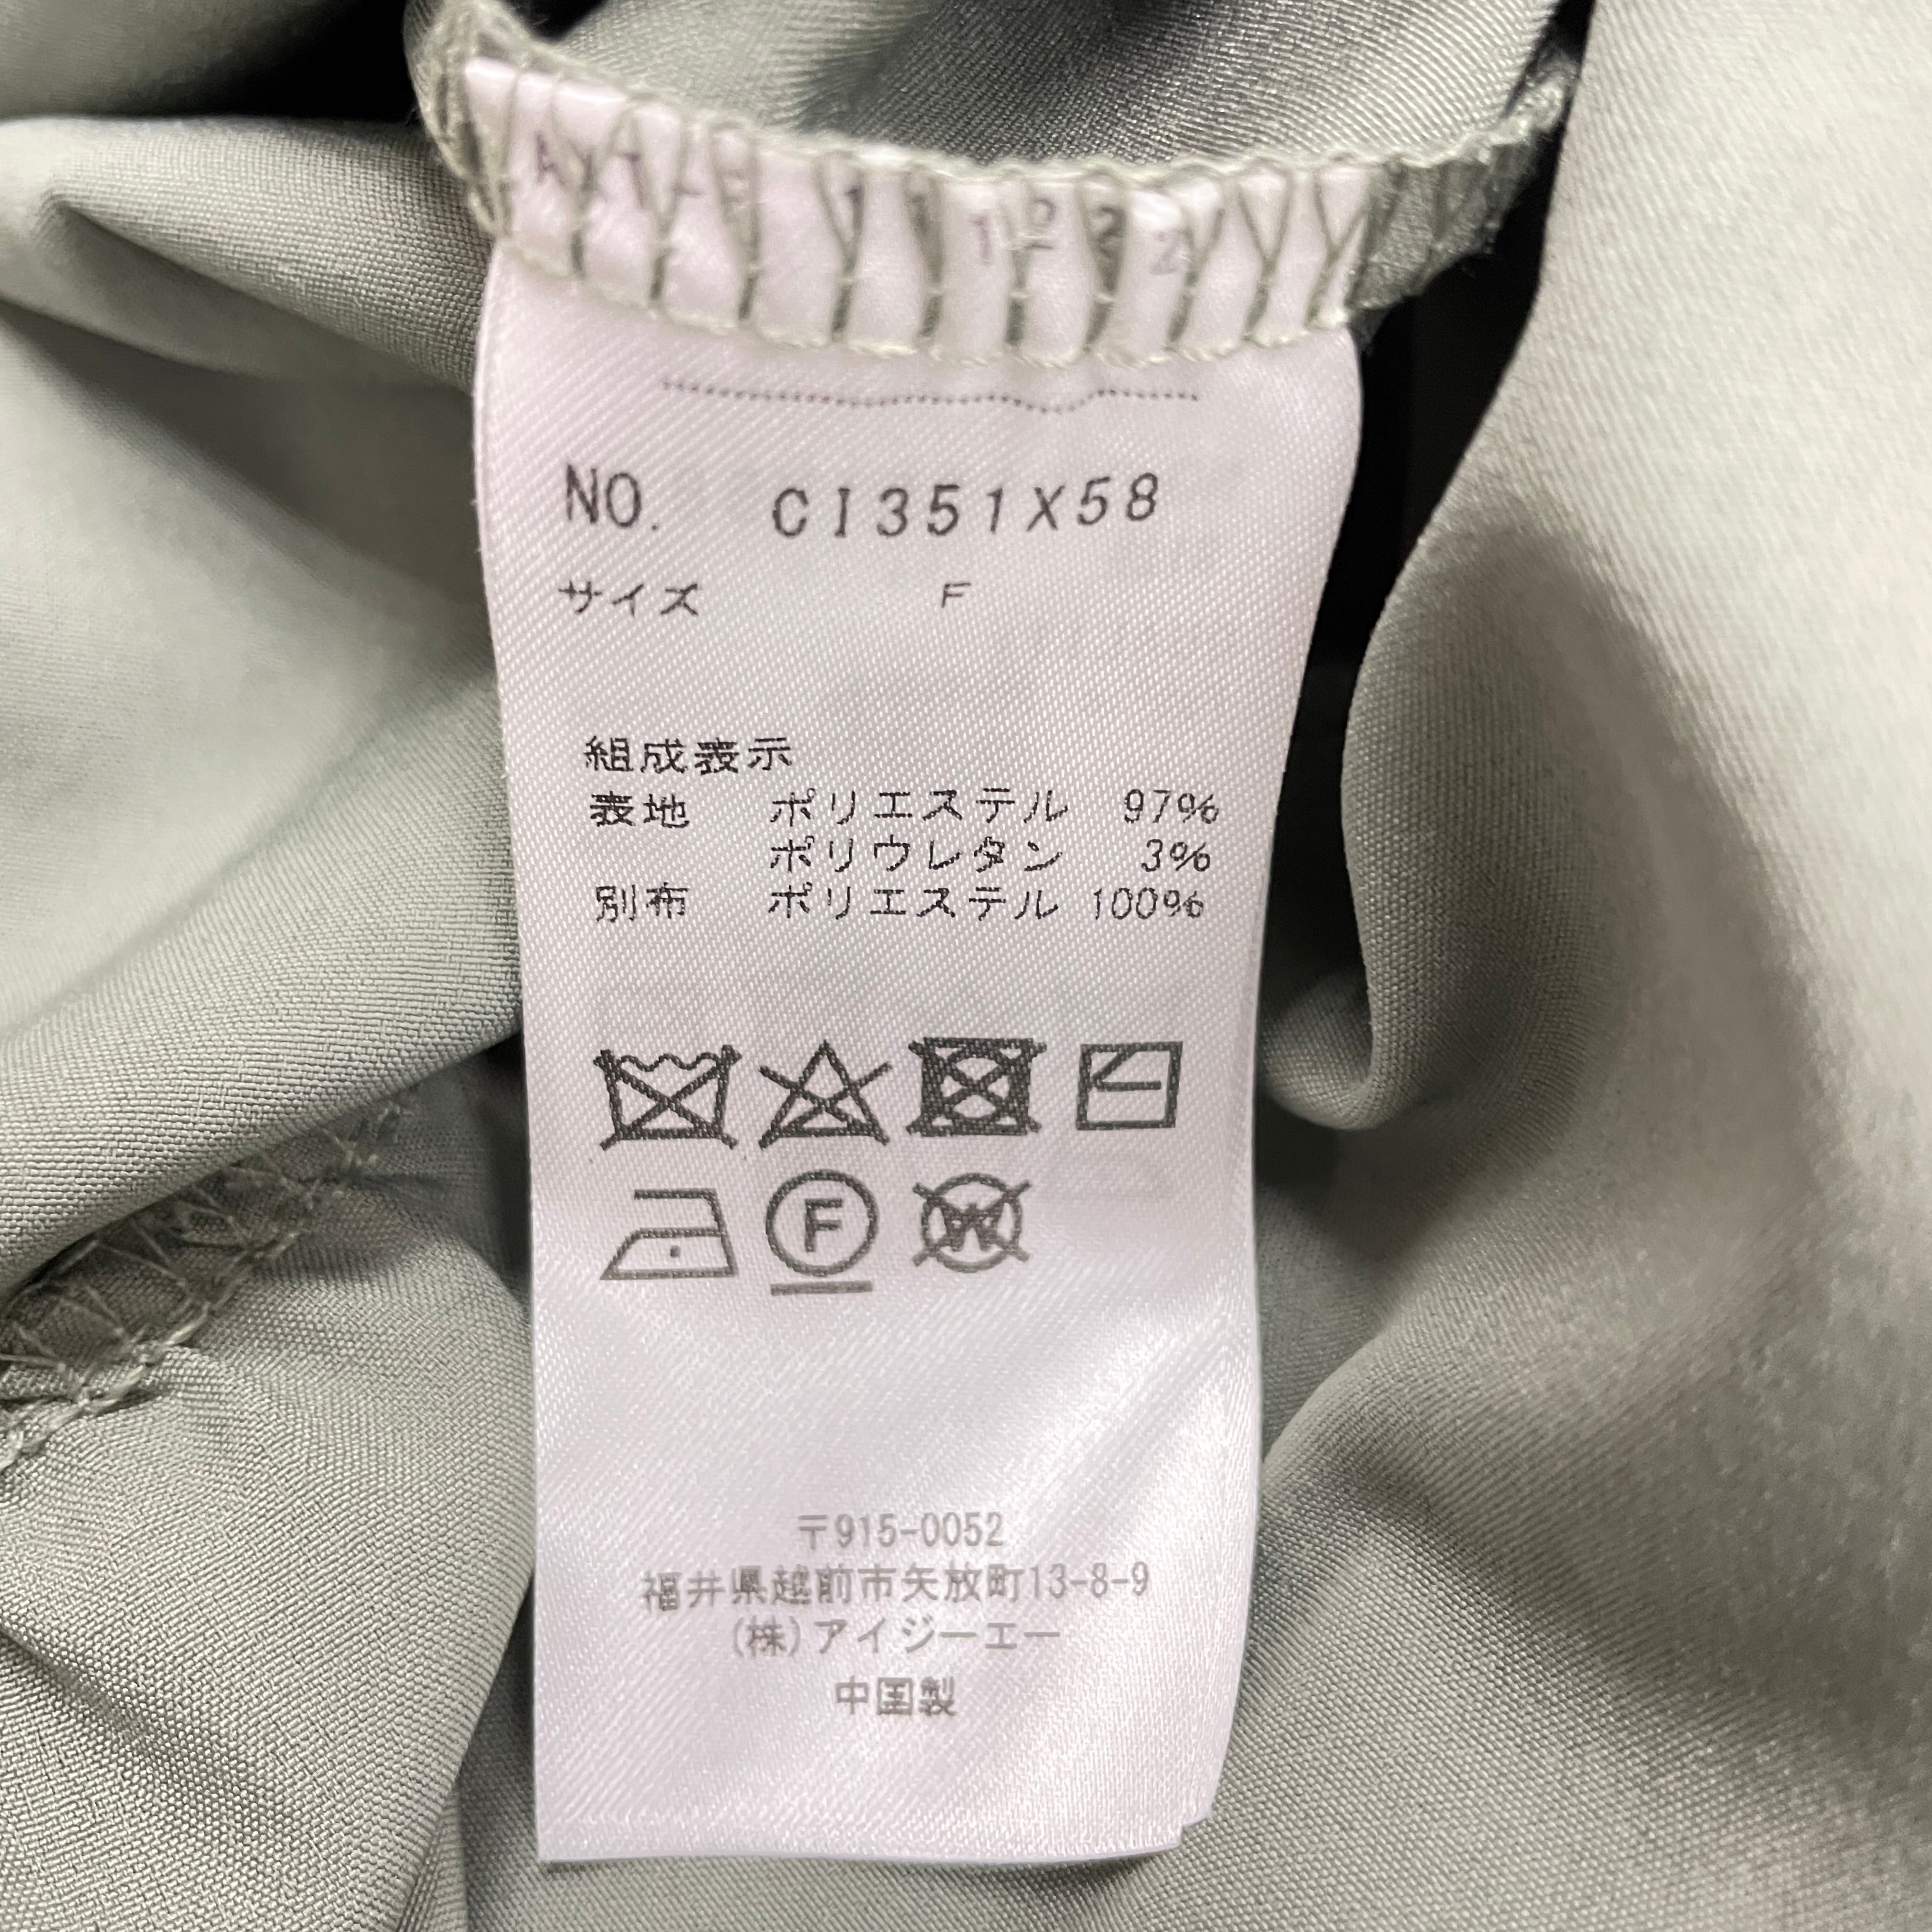 NO. CI351X58
サイズ F
組成表示
表地 ポリエステル 97%
ポリウレタン 3%
別布 ポリエステル 100%
F
W
〒915-0052
福井県越前市矢放町13-8-9
(株)アイジーエー
中国製